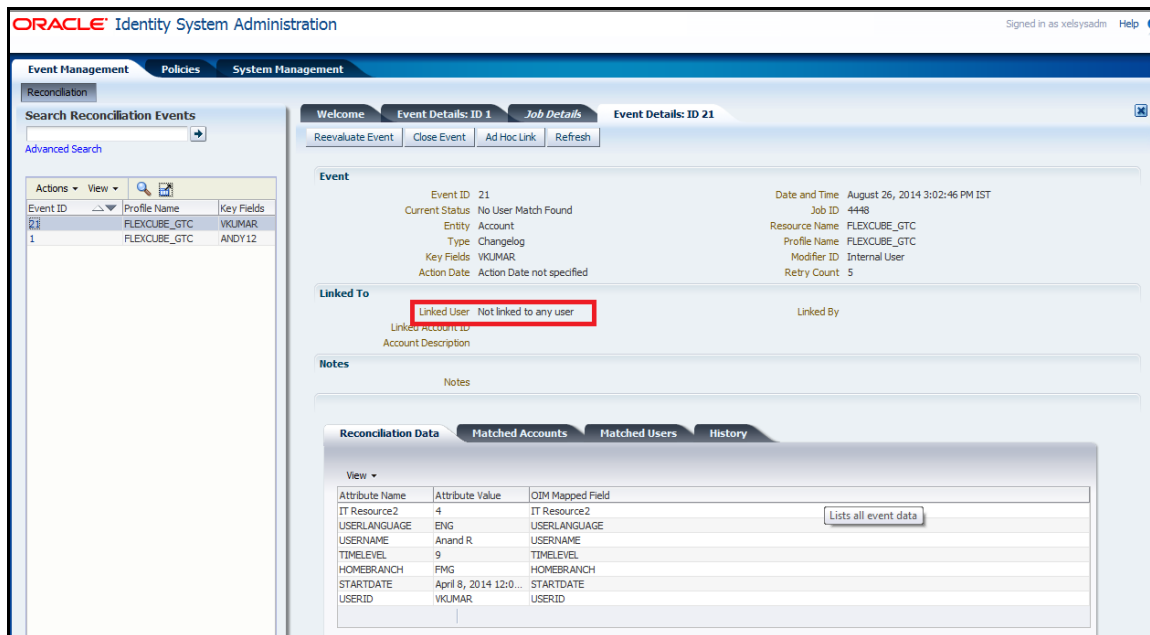 ORACLE Identity System Administration
Signed in as xelsysadm Help
Event Management Policies System Management
Reconciliation
Search Reconciliation Events
Advanced Search
Actions View
Event ID Profile Name Key Fields
21 FLEXCUBE_GTC VKUMAR
1 FLEXCUBE_GTC ANDY12
Welcome Event Details: ID 1 Job Details Event Details: ID 21
Reevaluate Event Close Event Ad Hoc Link Refresh
Event
Event ID 21 Date and Time August 26, 2014 3:02:46 PM IST
Current Status No User Match Found Job ID 4448
Entity Account Resource Name FLEXCUBE_GTC
Type Changelog Profile Name FLEXCUBE_GTC
Key Fields VKUMAR Modifier ID Internal User
Action Date Action Date not specified Retry Count 5
Linked To
Linked User Not linked to any user Linked By
Linked Account ID
Account Description
Notes
Notes
Reconciliation Data Matched Accounts Matched Users History
View
Attribute Name Attribute Value OIM Mapped Field
IT Resource2 4 IT Resource2
Lists all event data
USERLANGUAGE ENG USERLANGUAGE
USERNAME Anand R USERNAME
TIMELEVEL 9 TIMELEVEL
HOMEBRANCH FMG HOMEBRANCH
STARTDATE April 8, 2014 12:0... STARTDATE
USERID VKUMAR USERID